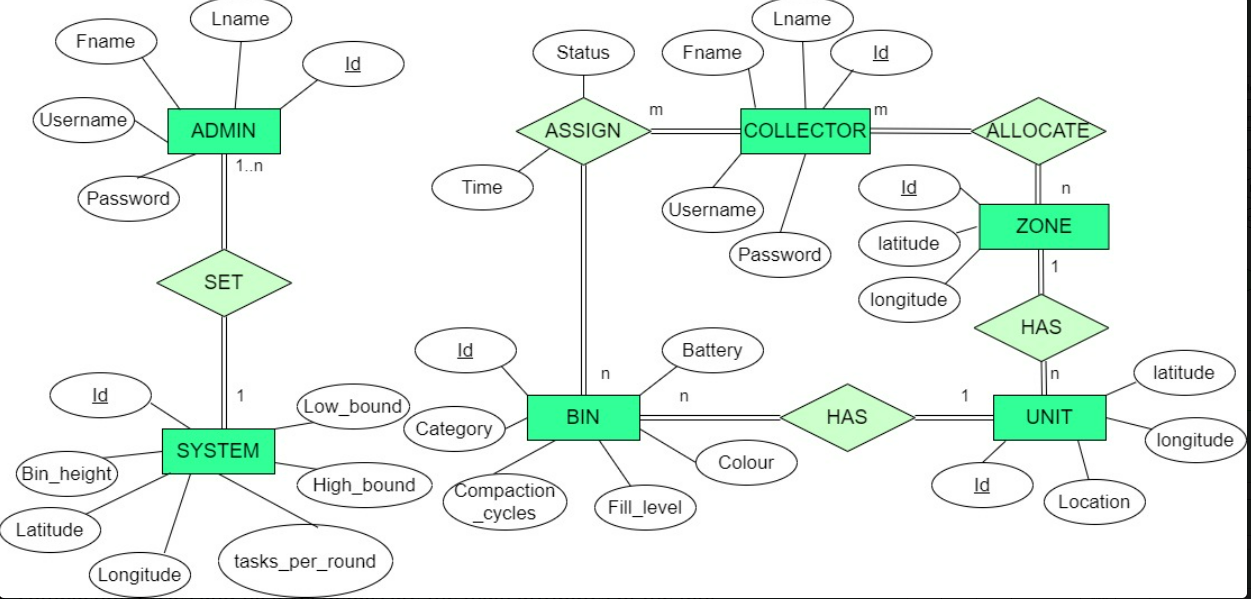 Lname
Fname
Id
Username
ADMIN
1..n
Password
SET
1
Id
Low_bound
SYSTEM
Bin_height
High_bound
Latitude
Longitude
tasks_per_round
Status
ASSIGN
Time
m
Lname
Fname
Id
COLLECTOR
m
ALLOCATE
Username
Password
n
Id
ZONE
latitude
longitude
1
HAS
n
n
Id
Battery
Category
BIN
n
HAS
1
Colour
Compaction
_cycles
Fill_level
UNIT
latitude
longitude
Id
Location